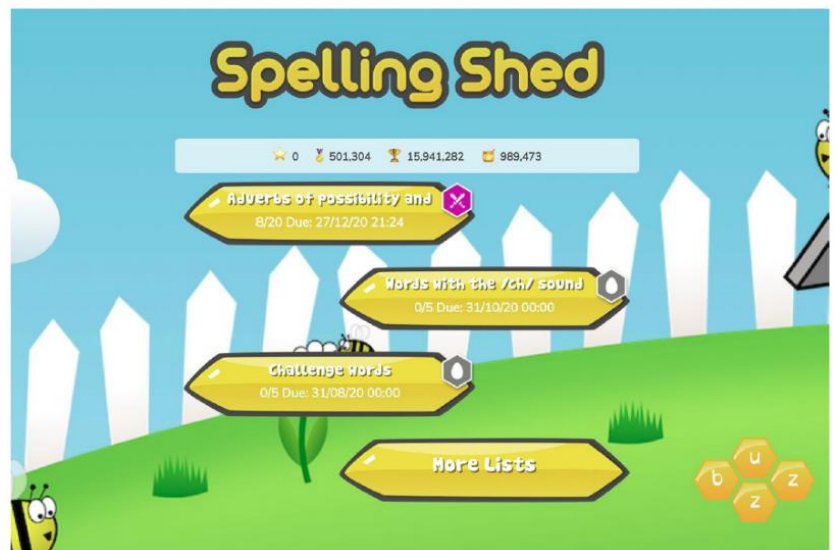 Spelling Shed
0 501,304 15,941,282 989,473
Adverbs of possibility and
8/20 Due: 27/12/20 21:24
Words with the /ch/ sound
0/5 Due: 31/10/20 00:00
Challenge words
0/5 Due: 31/08/20 00:00
More Lists
b u z z